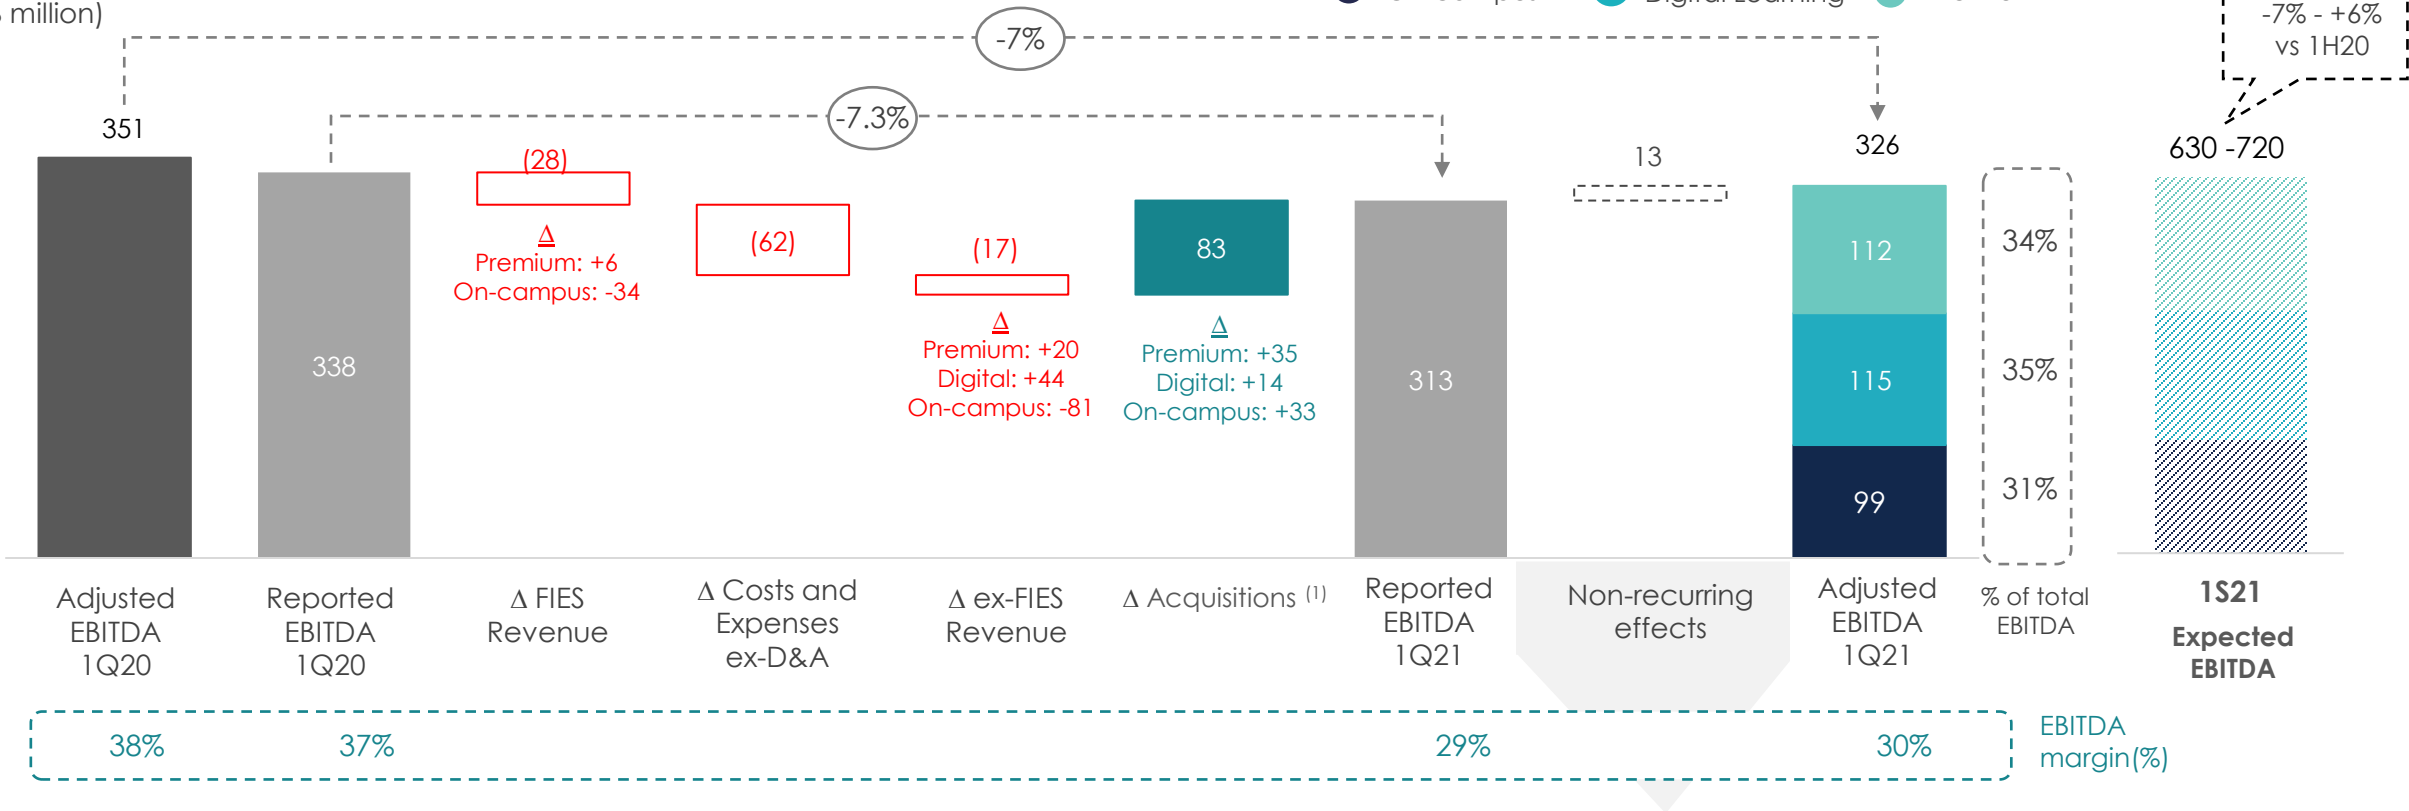 million)
Digital Learning
-7% - +6%
vs 1H20
-7%
-7.3%
351
338
(28)
Δ
Premium: +6
On-campus: -34
(62)
(17)
Δ
Premium: +20
Digital: +44
On-campus: -81
83
Δ
Premium: +35
Digital: +14
On-campus: +33
313
13
326
112
115
99
34%
35%
31%
630 -720
Adjusted
EBITDA
1Q20
Reported
EBITDA
1Q20
Δ FIES
Revenue
Δ Costs and
Expenses
ex-D&A
Δ ex-FIES
Revenue
Δ Acquisitions (1)
Reported
EBITDA
1Q21
Non-recurring
effects
Adjusted
EBITDA
1Q21
% of total
EBITDA
1S21
Expected
EBITDA
38%
37%
29%
30%
EBITDA
margin(%)